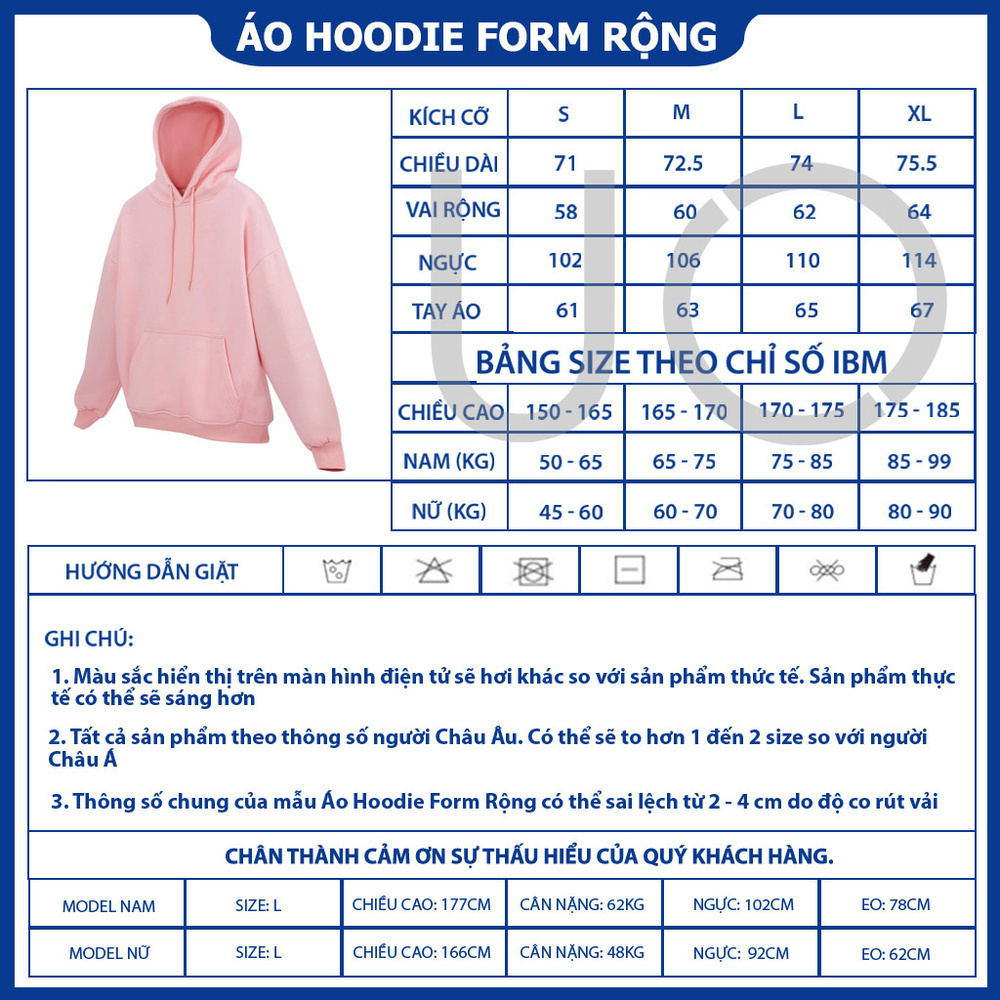 ÁO HOODIE FORM RỘNG
KÍCH CỠ S M L XL
CHIỀU DÀI 71 72.5 74 75.5
VAI RỘNG 58 60 62 64
NGỰC 102 106 110 114
TAY ÁO 61 63 65 67
BẢNG SIZE THEO CHỈ SỐ IBM
CHIỀU CAO 150 - 165 165 - 170 170 - 175 175 - 185
NAM (KG) 50 - 65 65 - 75 75 - 85 85 - 99
NỮ (KG) 45 - 60 60 - 70 70 - 80 80 - 90
UO
HƯỚNG DẪN GIẶT
GHI CHÚ:
1. Màu sắc hiển thị trên màn hình điện tử sẽ hơi khác so với sản phẩm thức tế. Sản phẩm thực
tế có thể sẽ sáng hơn
2. Tất cả sản phẩm theo thông số người Châu Âu. Có thể sẽ to hơn 1 đến 2 size so với người
Châu Á
3. Thông số chung của mẫu Áo Hoodie Form Rộng có thể sai lệch từ 2 - 4 cm do độ co rút vải
CHÂN THÀNH CẢM ƠN SỰ THẤU HIỂU CỦA QUÝ KHÁCH HÀNG.
MODEL NAM SIZE: L CHIỀU CAO: 177CM CÂN NẶNG: 62KG NGỰC: 102CM EO: 78CM
MODEL NỮ SIZE: L CHIỀU CAO: 166CM CÂN NẶNG: 48KG NGỰC: 92CM EO: 62CM